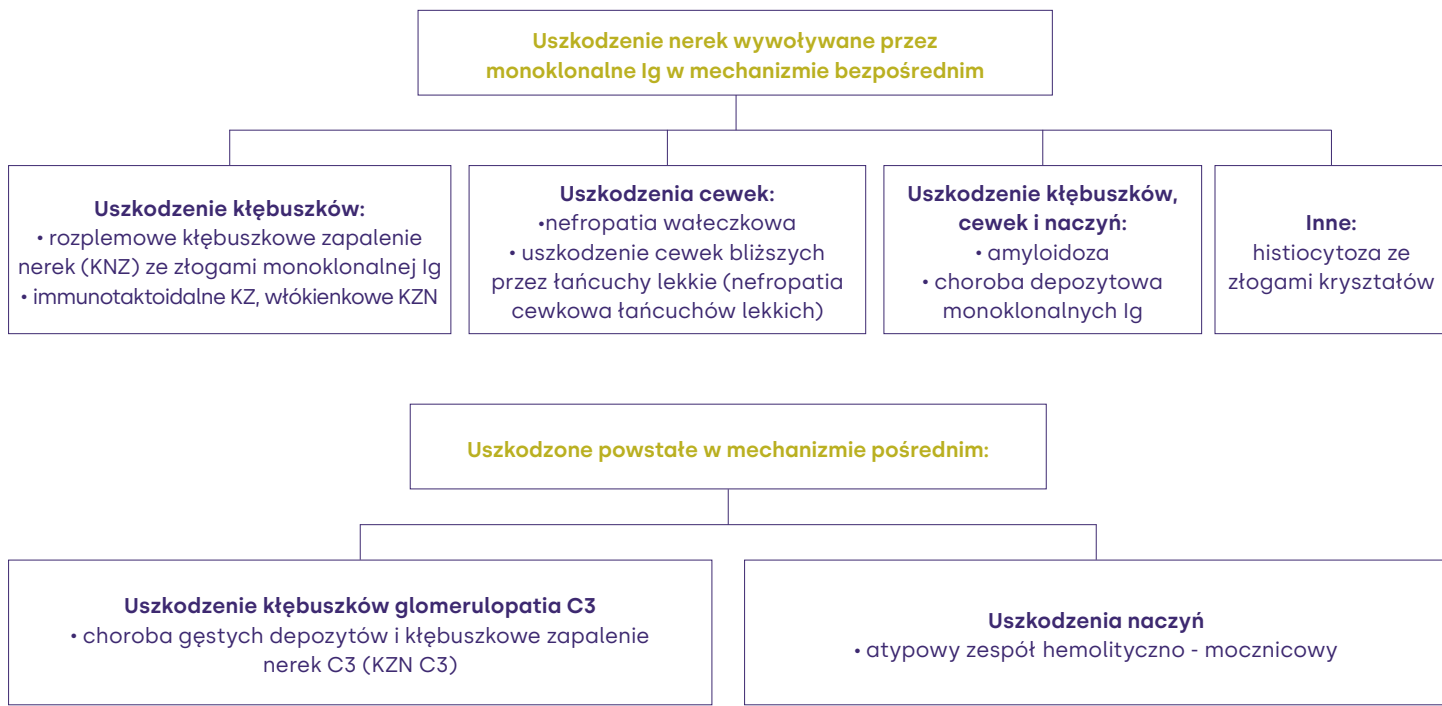 Uszkodzenie nerek wywoływane przez
monoklonalne Ig w mechanizmie bezpośrednim
Uszkodzenie kłębuszków:
• rozplemowe kłębuszkowe zapalenie
nerek (KNZ) ze złogami monoklonalnej Ig
• immunotaktoidalne KZ, włókienkowe KZN
Uszkodzenia cewek:
•nefropatia wałeczkowa
• uszkodzenie cewek bliższych
przez łańcuchy lekkie (nefropatia
cewkowa łańcuchów lekkich)
Uszkodzenie kłębuszków,
cewek i naczyń:
• amyloidoza
• choroba depozytowa
monoklonalnych Ig
Inne:
histiocytoza ze
złogami kryształów
Uszkodzone powstałe w mechanizmie pośrednim:
Uszkodzenie kłębuszków glomerulopatia C3
• choroba gęstych depozytów i kłębuszkowe zapalenie
nerek C3 (KZN C3)
Uszkodzenia naczyń
• atypowy zespół hemolityczno - mocznicowy